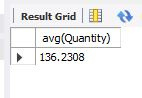 Result Grid
avg(Quantity)
136.2308